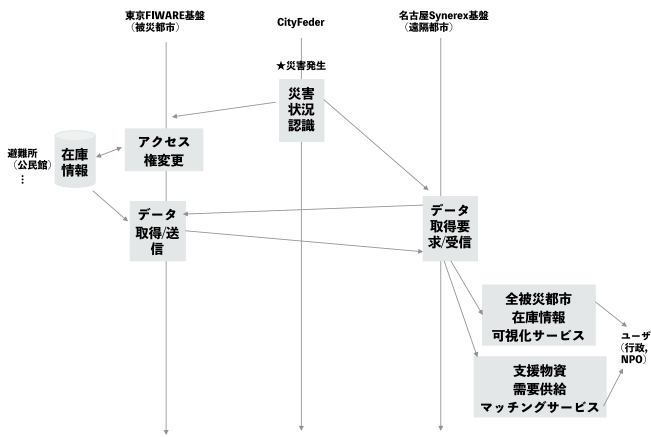 東京FIWARE基盤
（被災都市）
CityFeder
名古屋Synerex基盤
（遠隔都市）
★災害発生
災害
状況
認識
アクセス
権変更
避難所
（公民館）
⋮
在庫
情報
データ
取得/送
信
データ
取得要
求/受信
全被災都市
在庫情報
可視化サービス
ユーザ
（行政,
NPO）
支援物資
需要供給
マッチングサービス